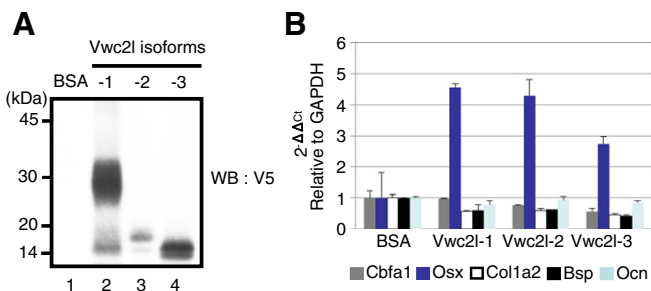 A
Vwc2l isoforms
BSA -1 -2 -3
(kDa)
45
30
20
14
WB : V5
1 2 3 4
B
2-ΔΔCt
Relative to GAPDH
6
5
4
3
2
1
0
BSA Vwc2l-1 Vwc2l-2 Vwc2l-3
Cbfa1 Osx Col1a2 Bsp Ocn